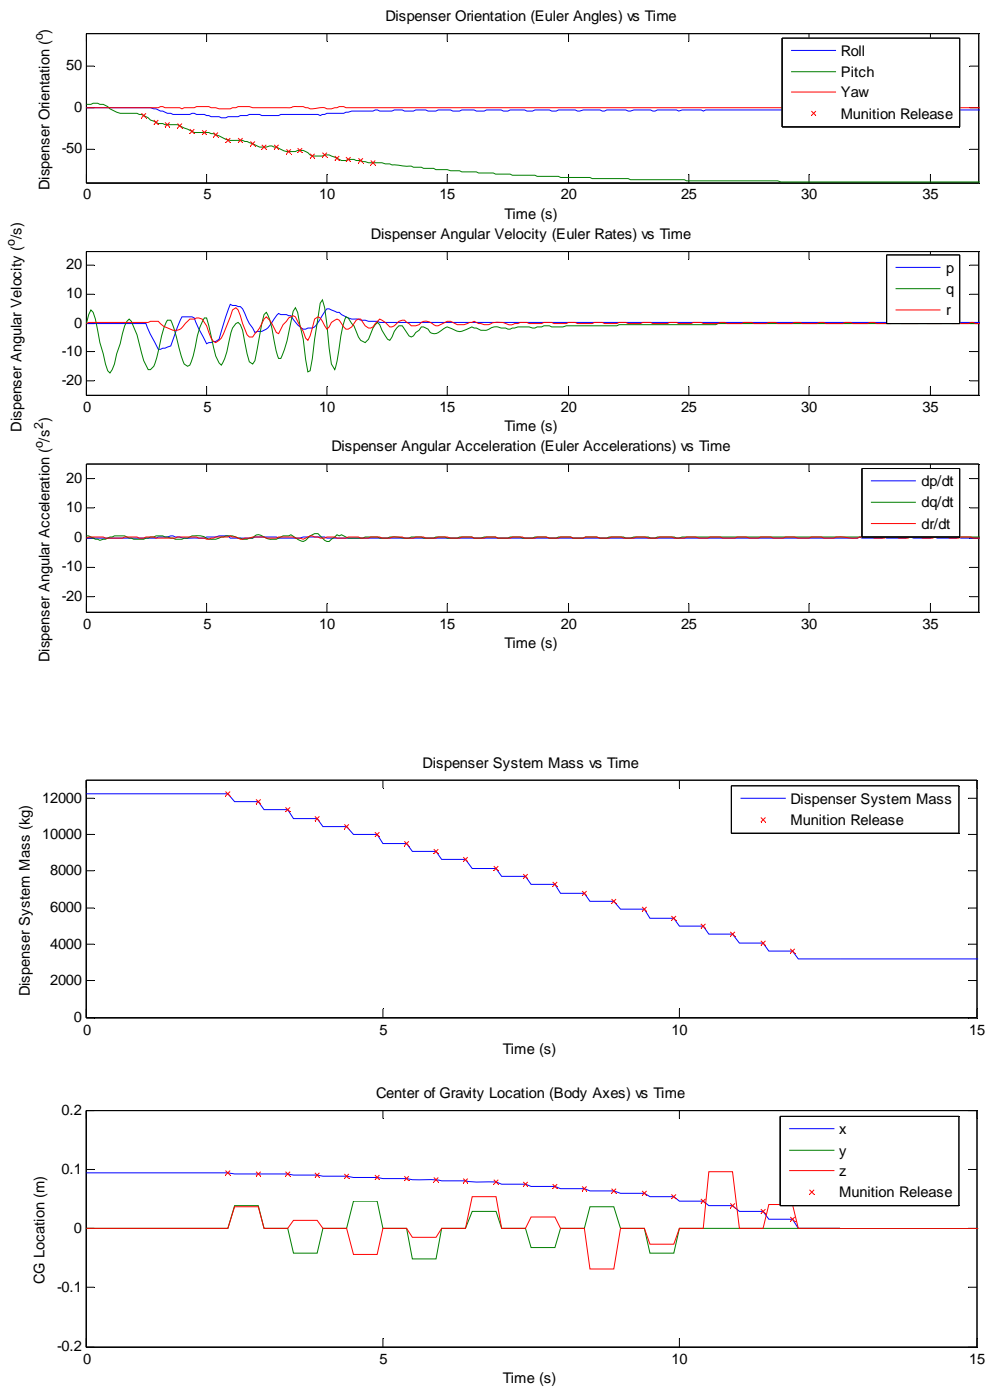 Dispenser Orientation (Euler Angles) vs Time
Dispenser Orientation (º)
50
0
-50
0 5 10 15 20 25 30 35
Time (s)
Roll
Pitch
Yaw
Munition Release
Dispenser Angular Velocity (Euler Rates) vs Time
Dispenser Angular Velocity (º/s)
20
10
0
-10
-20
0 5 10 15 20 25 30 35
Time (s)
p
q
r
Dispenser Angular Acceleration (Euler Accelerations) vs Time
Dispenser Angular Acceleration (º/s²)
20
10
0
-10
-20
0 5 10 15 20 25 30 35
Time (s)
dp/dt
dq/dt
dr/dt
Dispenser System Mass vs Time
Dispenser System Mass (kg)
12000
10000
8000
6000
4000
2000
0
0 5 10 15
Time (s)
Dispenser System Mass
Munition Release
Center of Gravity Location (Body Axes) vs Time
CG Location (m)
0.2
0.1
0
-0.1
-0.2
0 5 10 15
Time (s)
x
y
z
Munition Release